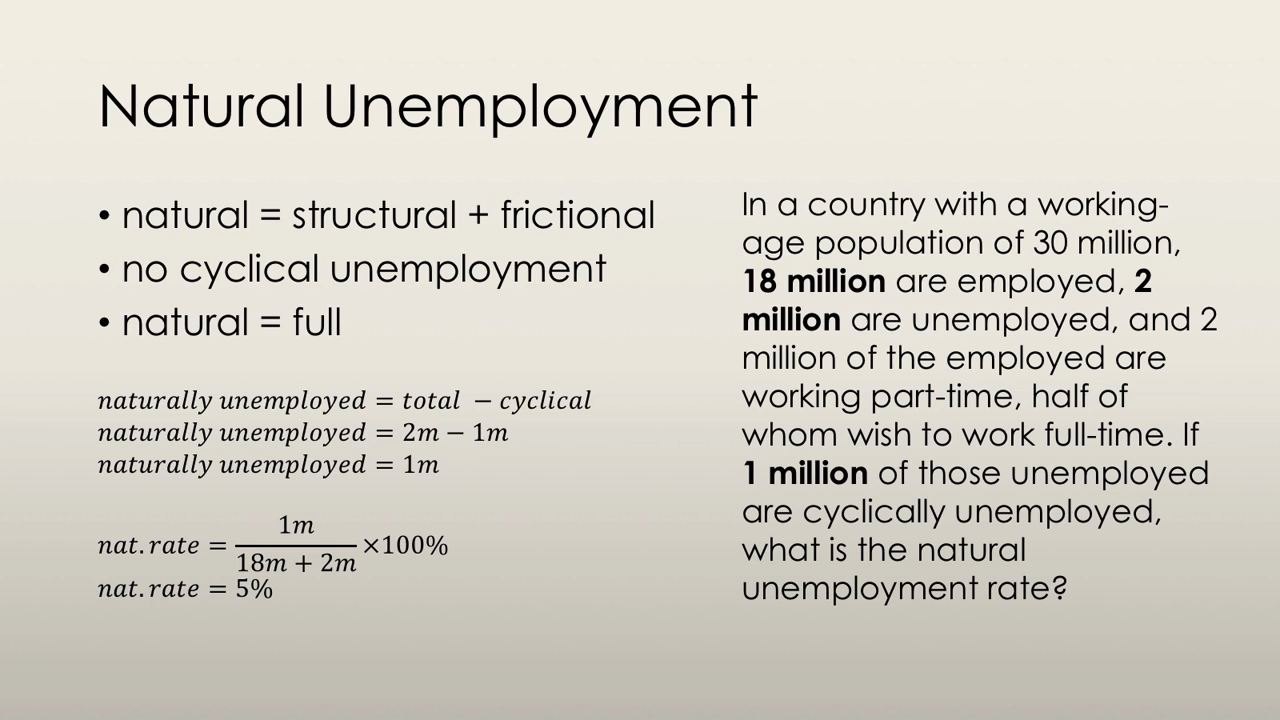 Natural Unemployment
• natural = structural + frictional
• no cyclical unemployment
• natural = full
naturally unemployed = total − cyclical
naturally unemployed = 2m − 1m
naturally unemployed = 1m
nat. rate = 1m / 18m + 2m ×100%
nat. rate = 5%
In a country with a working-
age population of 30 million,
18 million are employed, 2
million are unemployed, and 2
million of the employed are
working part-time, half of
whom wish to work full-time. If
1 million of those unemployed
are cyclically unemployed,
what is the natural
unemployment rate?